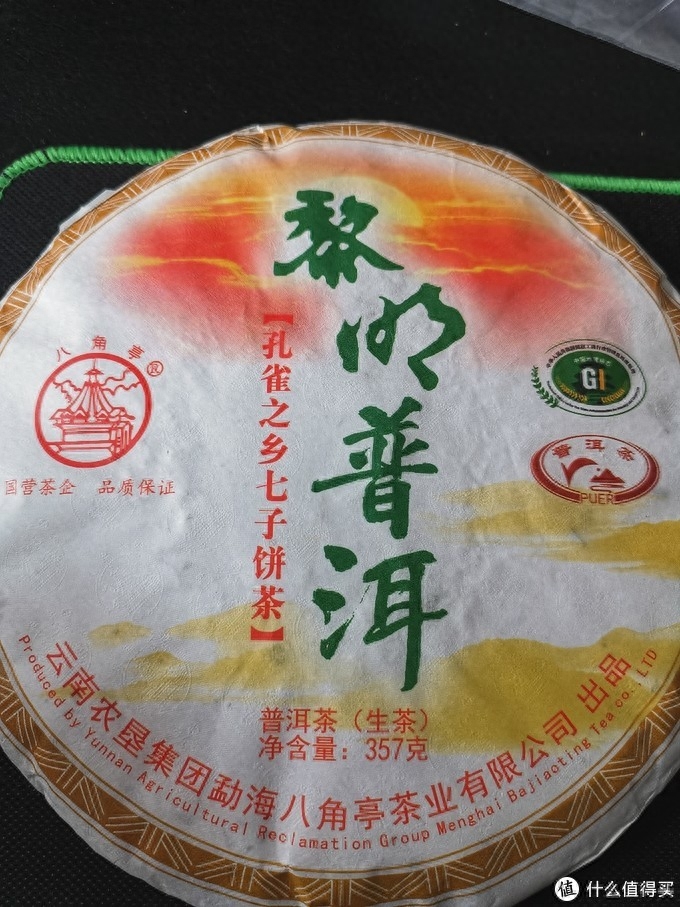 黎明普洱
【孔雀之乡七子饼茶】
八角亭
国营茶企 品质保证
GI
普洱茶
PUER
普洱茶（生茶）
净含量：357克
云南农垦集团勐海八角亭茶业有限公司 出品
Produced by Yunnan Agricultural Reclamation Group Menghai Bajiaoting Tea co.,LTD
值 什么值得买